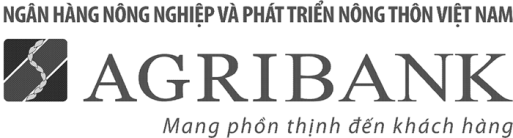 NGÂN HÀNG NÔNG NGHIỆP VÀ PHÁT TRIỂN NÔNG THÔN VIỆT NAM
AGRIBANK
Mang phồn thịnh đến khách hàng